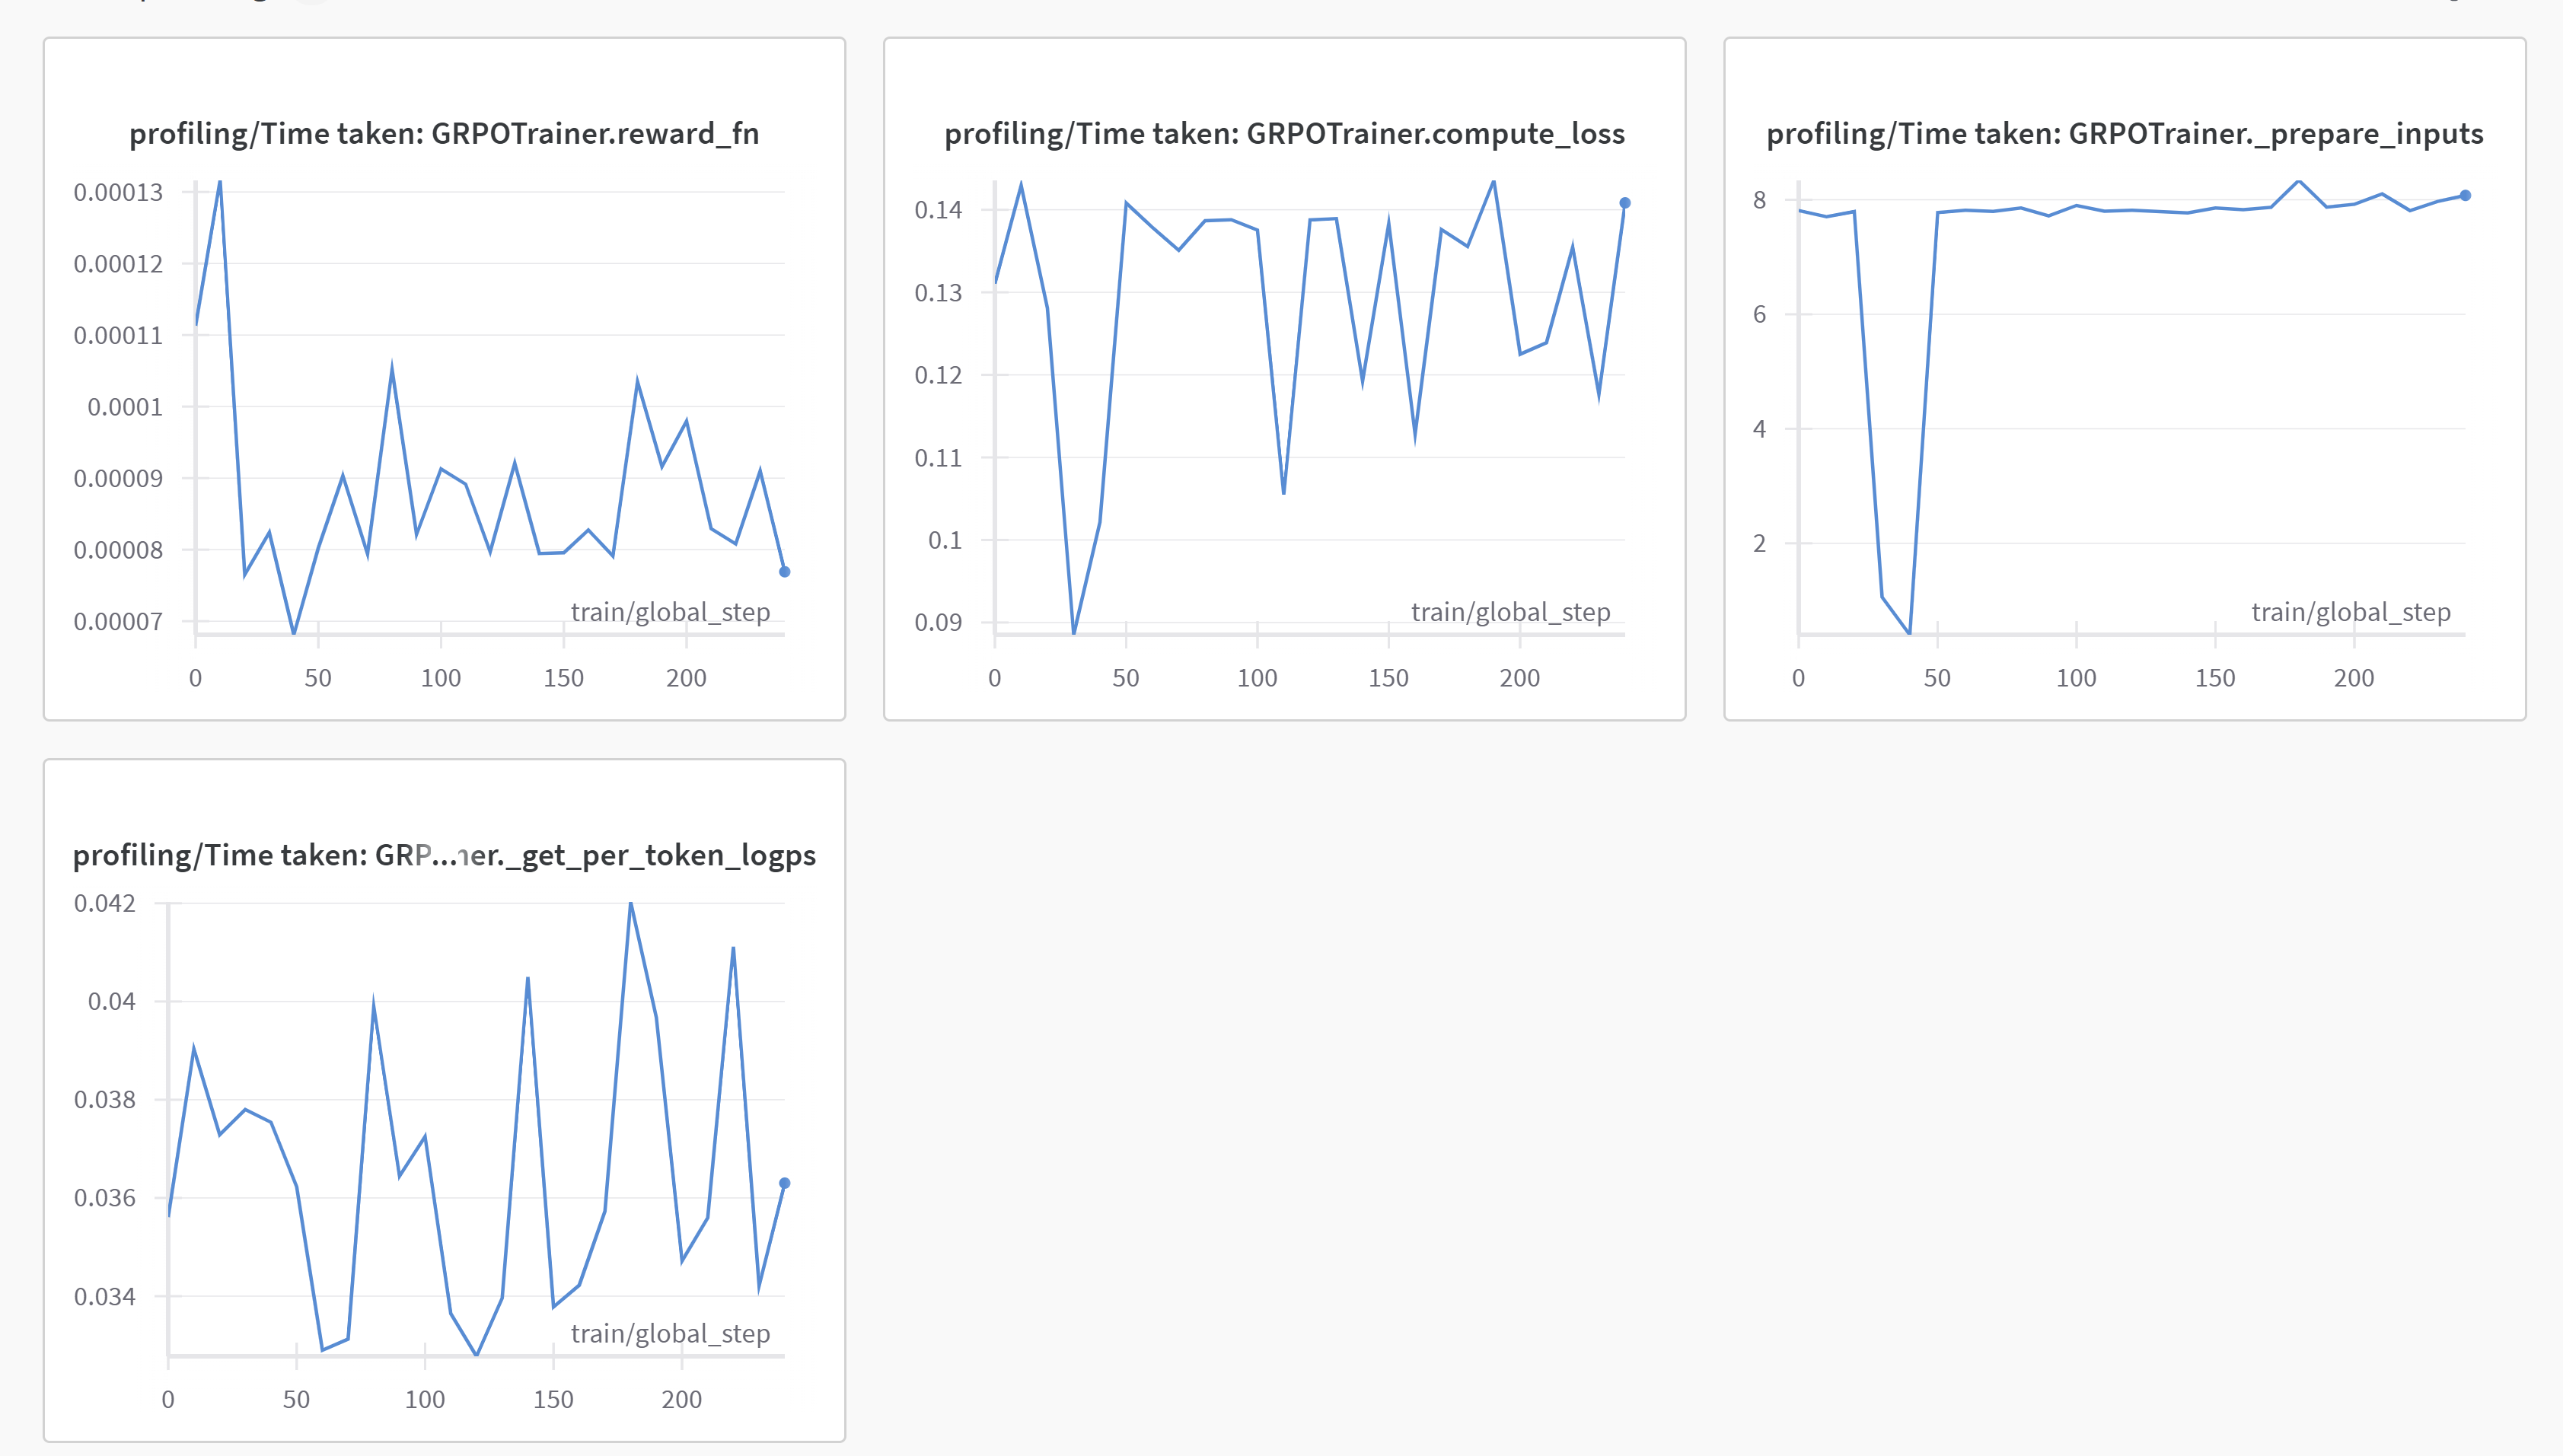 profiling/Time taken: GRPOTrainer.reward_fn
0.00013
0.00012
0.00011
0.0001
0.00009
0.00008
0.00007
train/global_step
0 50 100 150 200
profiling/Time taken: GRPOTrainer.compute_loss
0.14
0.13
0.12
0.11
0.1
0.09
train/global_step
0 50 100 150 200
profiling/Time taken: GRPOTrainer._prepare_inputs
8
6
4
2
train/global_step
0 50 100 150 200
profiling/Time taken: GRP...ner._get_per_token_logps
0.042
0.04
0.038
0.036
0.034
train/global_step
0 50 100 150 200